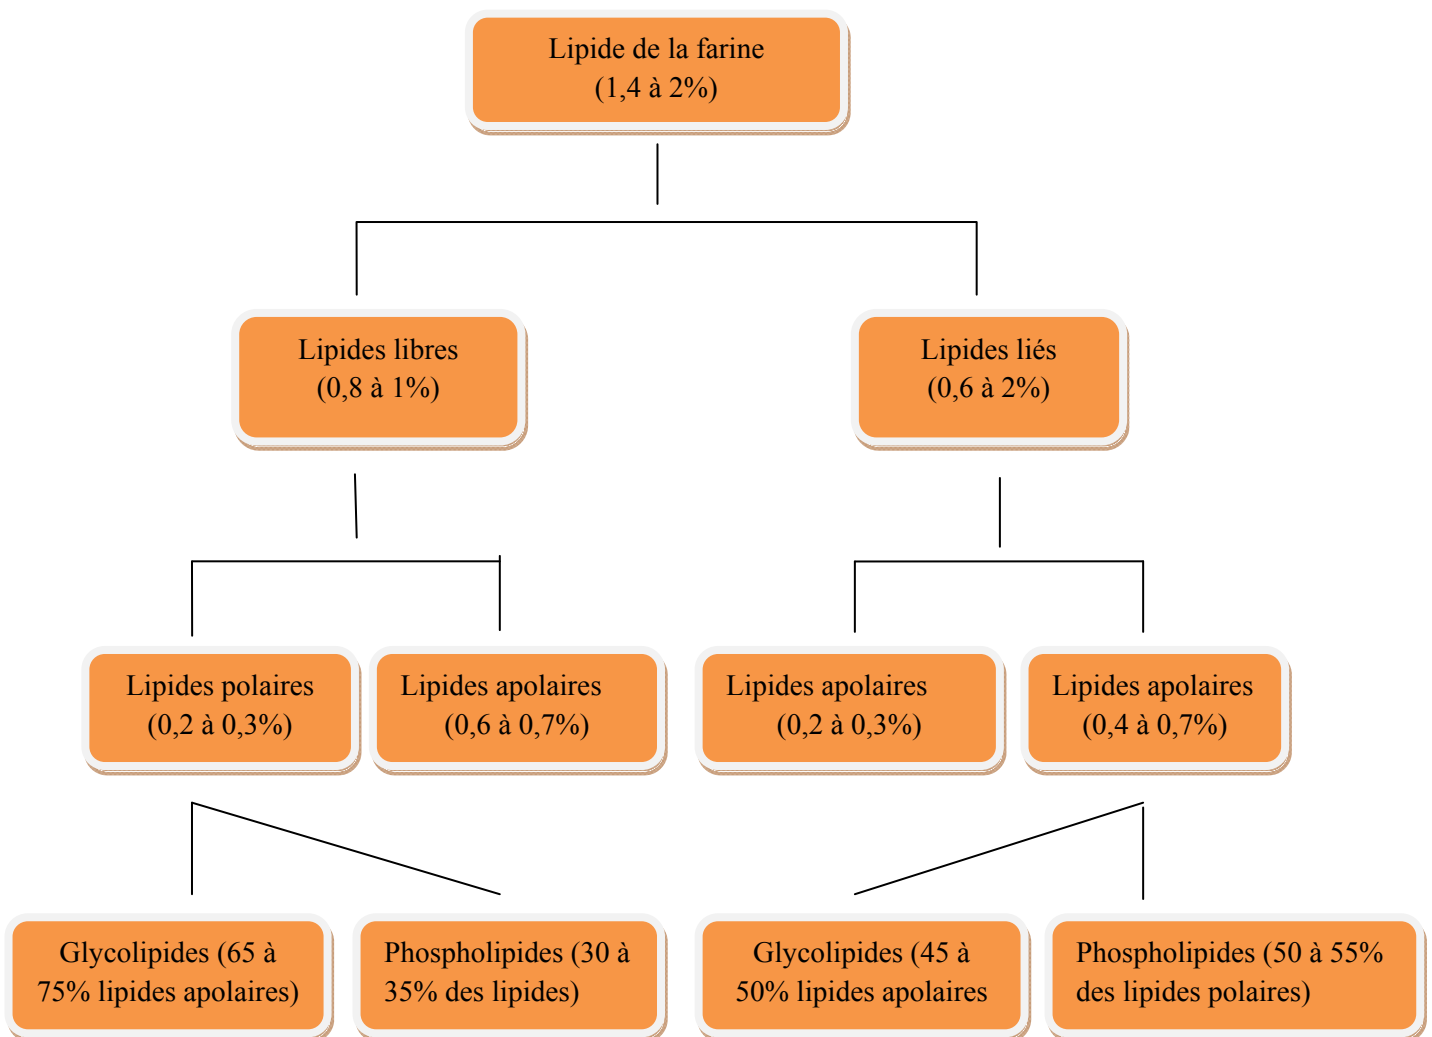 Lipide de la farine
(1,4 à 2%)
Lipides libres
(0,8 à 1%)
Lipides liés
(0,6 à 2%)
Lipides polaires
(0,2 à 0,3%)
Lipides apolaires
(0,6 à 0,7%)
Lipides apolaires
(0,2 à 0,3%)
Lipides apolaires
(0,4 à 0,7%)
Glycolipides (65 à
75% lipides apolaires)
Phospholipides (30 à
35% des lipides)
Glycolipides (45 à
50% lipides apolaires
Phospholipides (50 à 55%
des lipides polaires)